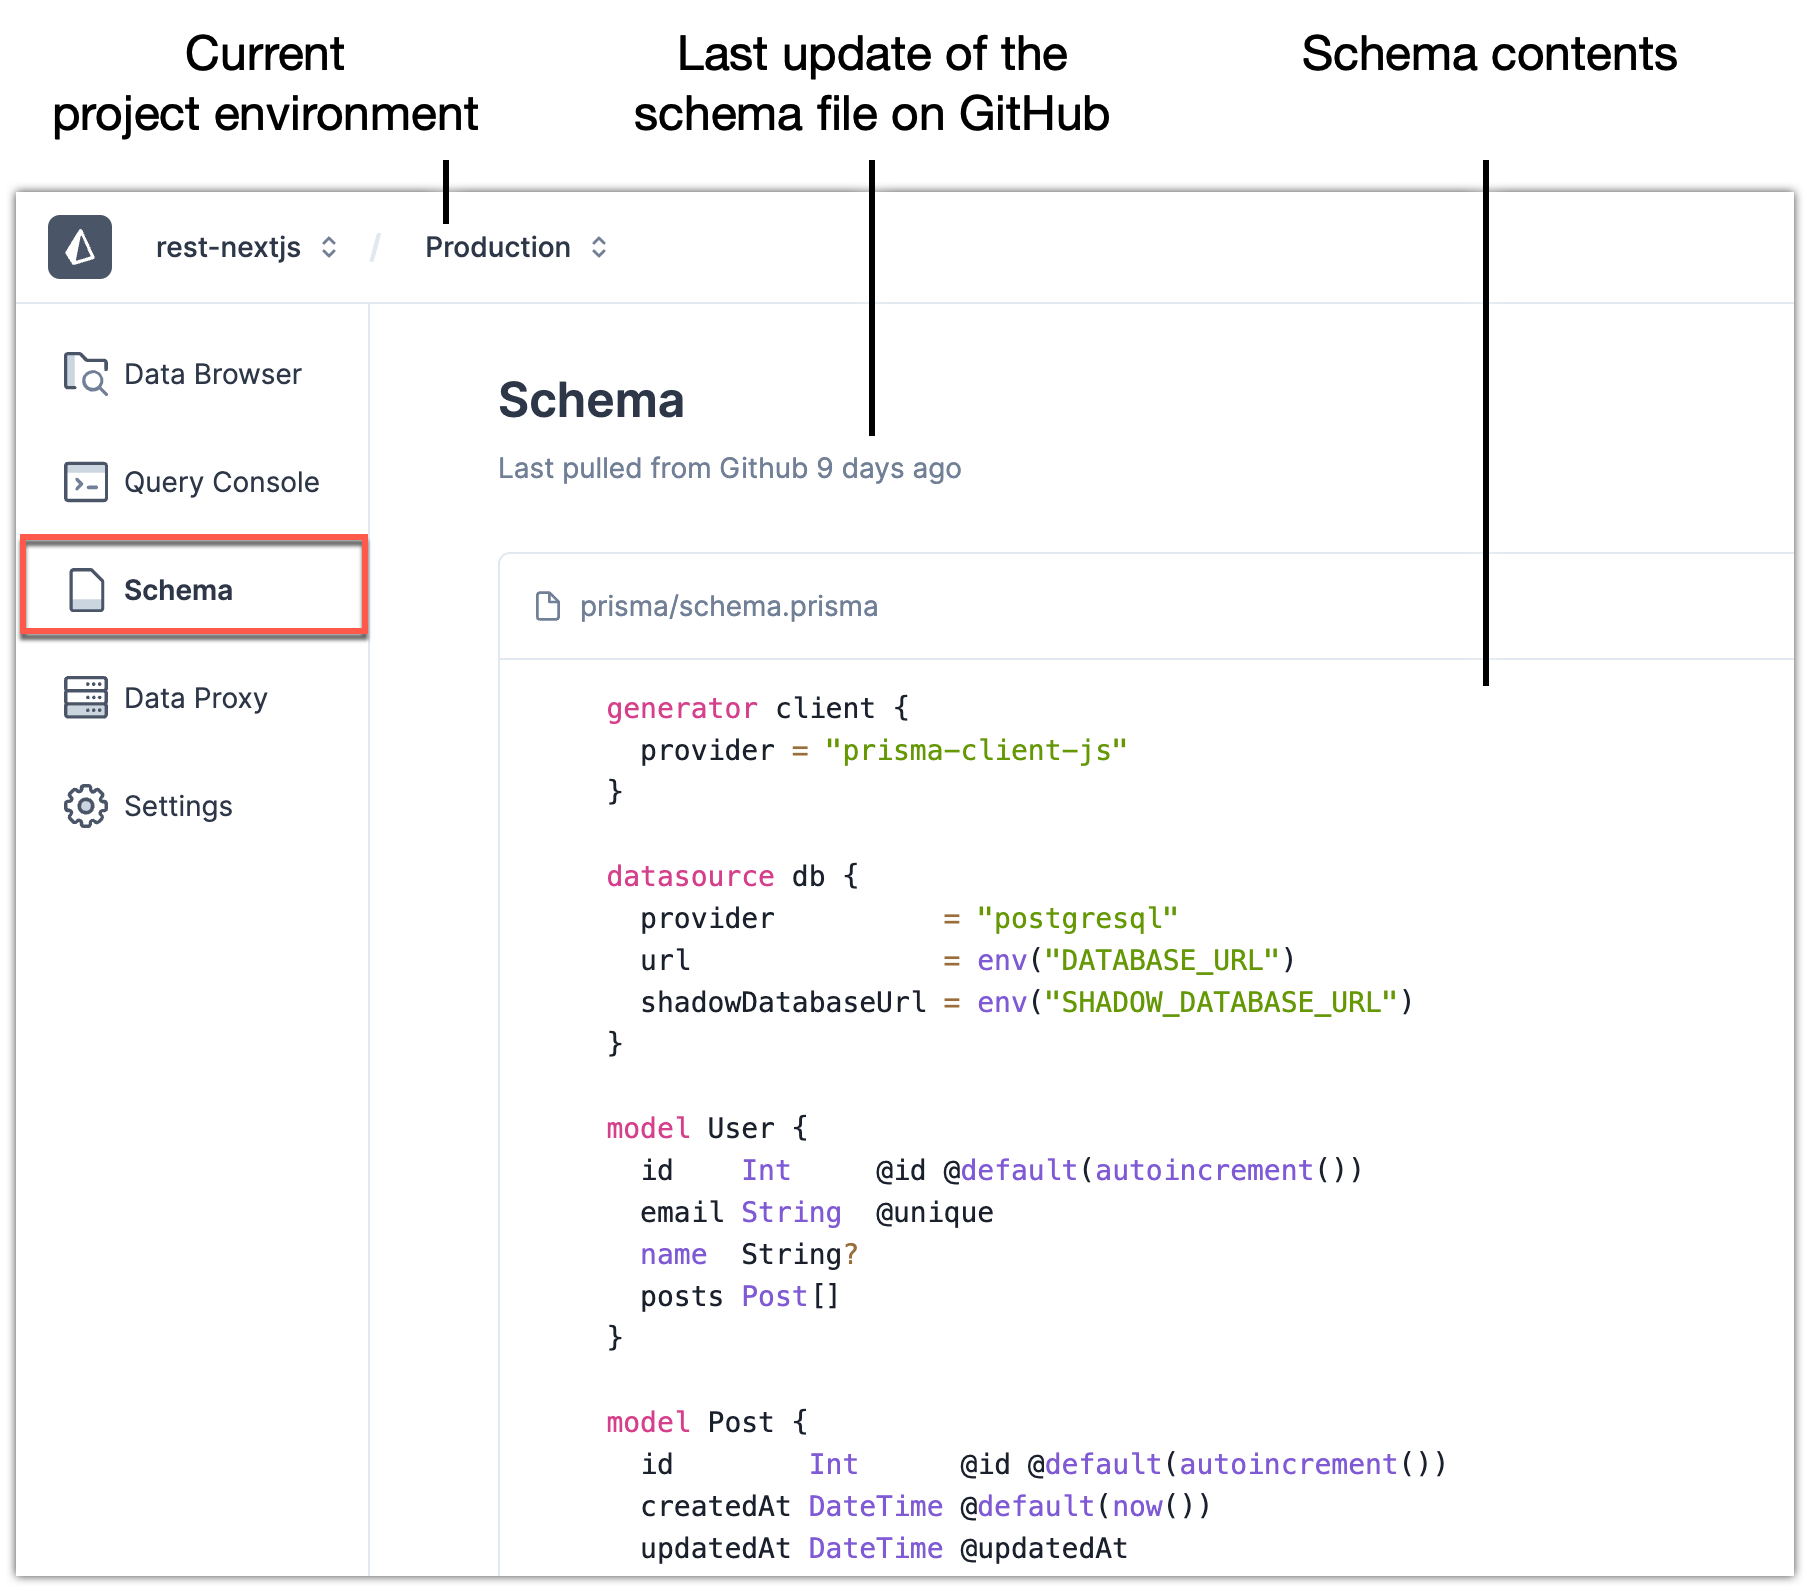 Current
project environment
Last update of the
schema file on GitHub
Schema contents
rest-nextjs / Production
Data Browser
Query Console
Schema
Data Proxy
Settings
Schema
Last pulled from Github 9 days ago
prisma/schema.prisma
generator client {
  provider = "prisma-client-js"
}
datasource db {
  provider          = "postgresql"
  url               = env("DATABASE_URL")
  shadowDatabaseUrl = env("SHADOW_DATABASE_URL")
}
model User {
  id    Int     @id @default(autoincrement())
  email String  @unique
  name  String?
  posts Post[]
}
model Post {
  id        Int      @id @default(autoincrement())
  createdAt DateTime @default(now())
  updatedAt DateTime @updatedAt